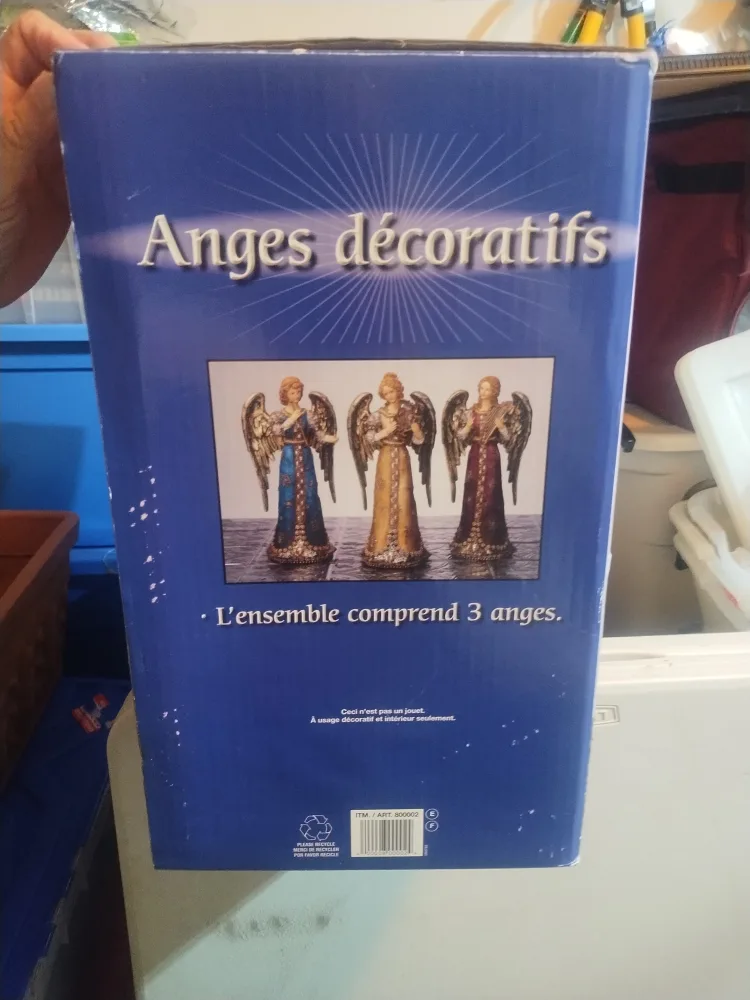 Anges décoratifs
· L'ensemble comprend 3 anges.
Ceci n'est pas un jouet.
À usage décoratif et intérieur seulement.
ITM. / ART. 800002
E
F
PLEASE RECYCLE
MERCI DE RECYCLER
POR FAVOR RECICLE